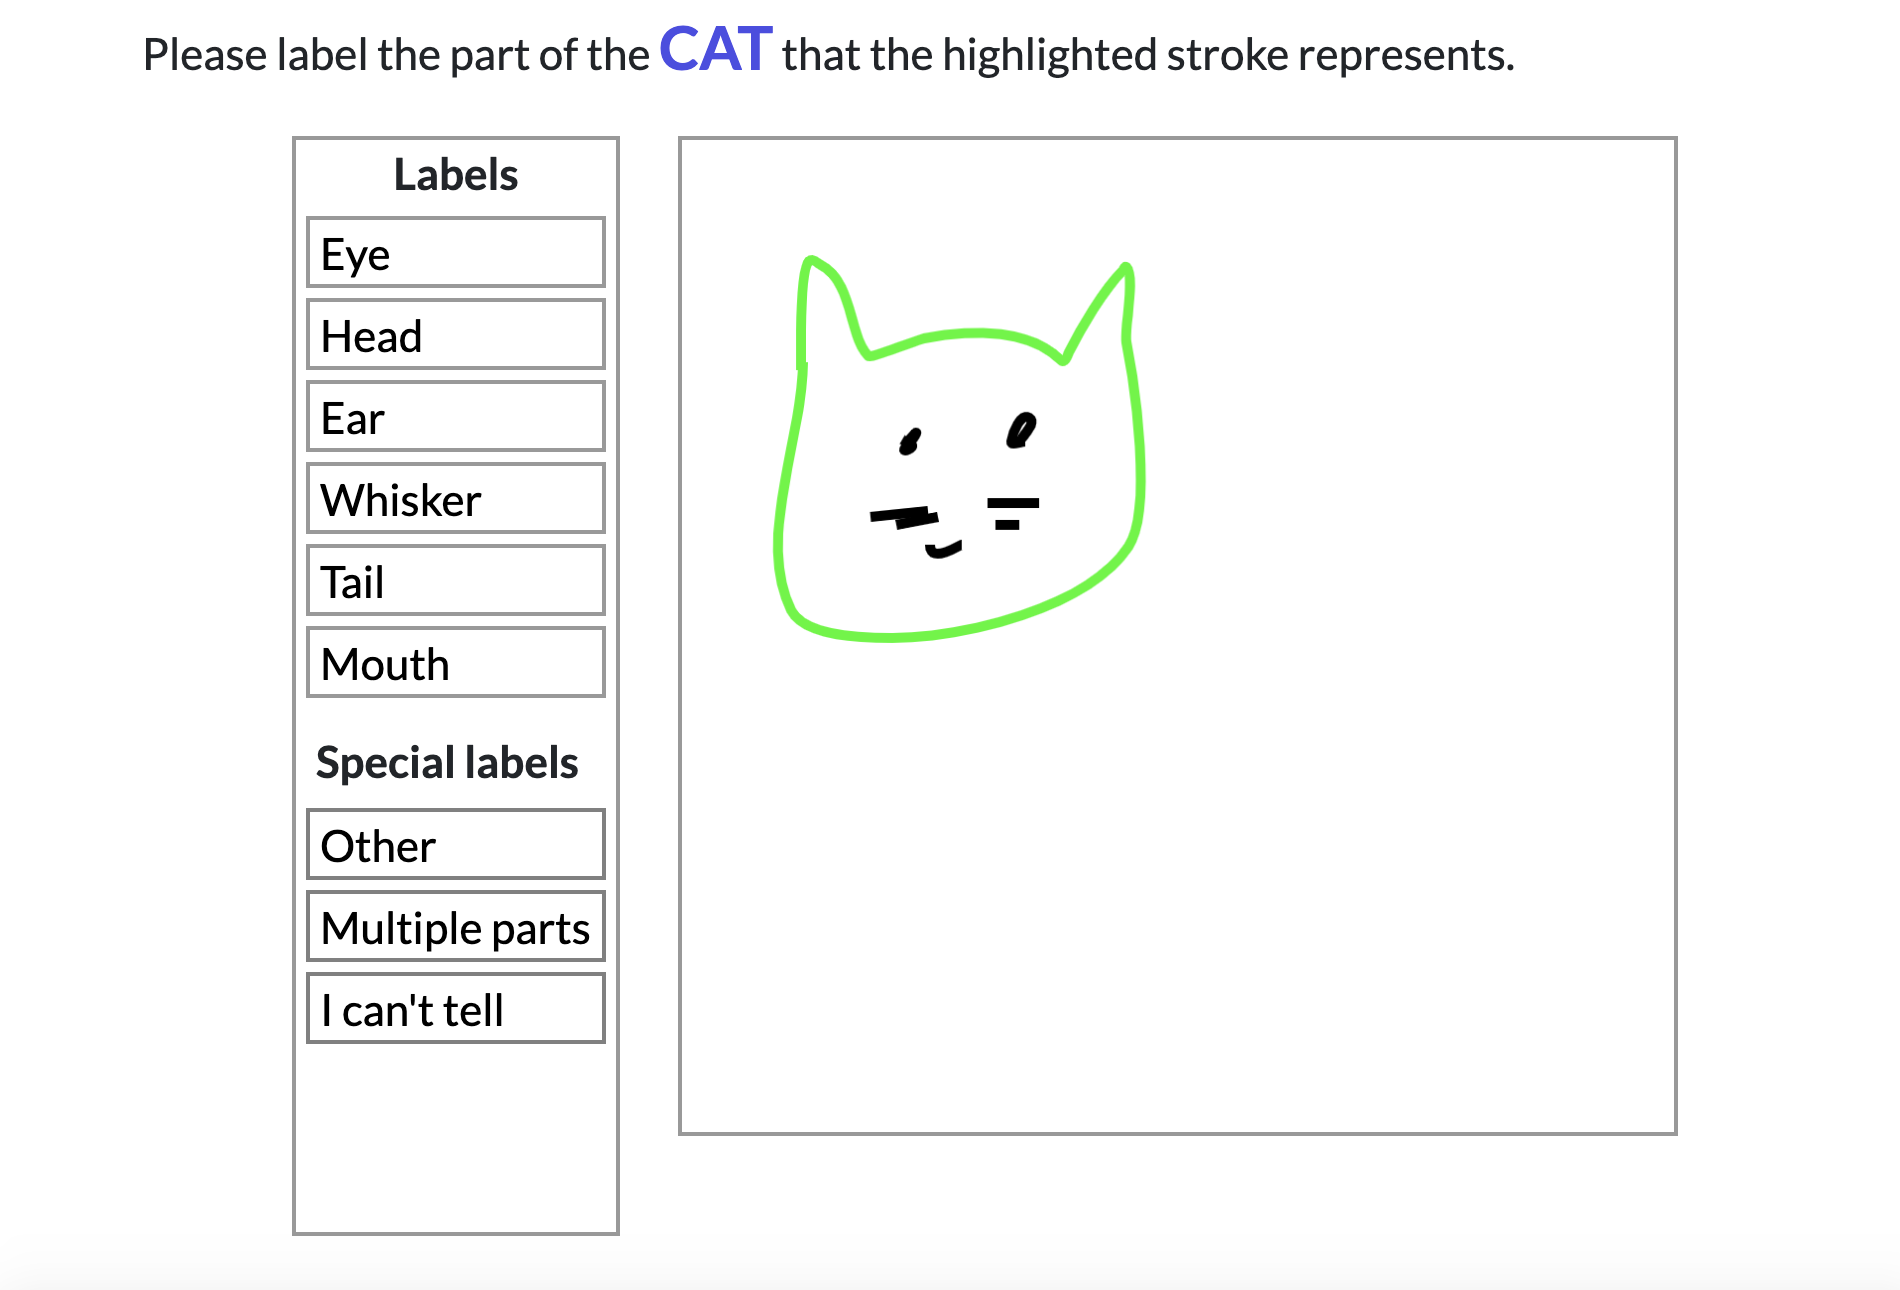 Please label the part of the CAT that the highlighted stroke represents.
Labels
Eye
Head
Ear
Whisker
Tail
Mouth
Special labels
Other
Multiple parts
I can't tell